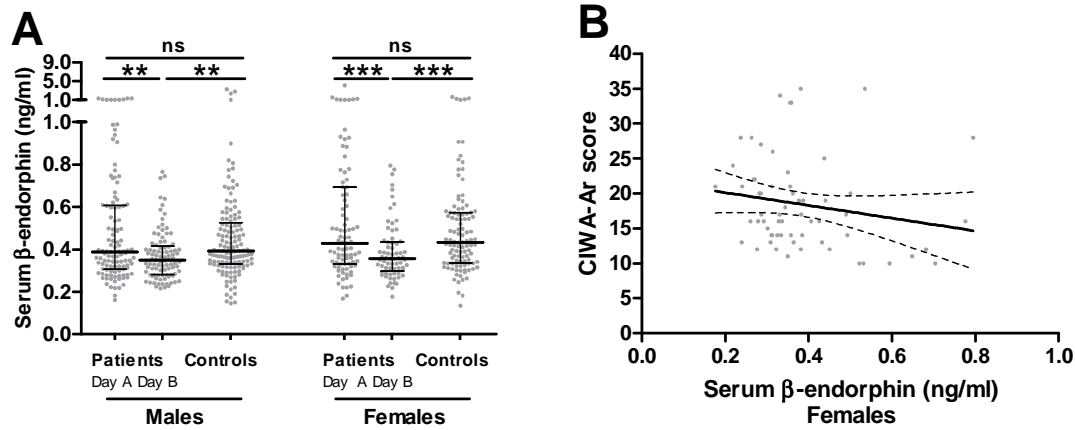 A
ns
ns
** **
*** ***
Serum β-endorphin (ng/ml)
9.0
5.0
1.0
1.0
0.8
0.6
0.4
0.2
0.0
Patients Controls Patients Controls
Day A Day B Day A Day B
Males Females
B
CIWA-Ar score
40
35
30
25
20
15
10
5
0
0.0 0.2 0.4 0.6 0.8 1.0
Serum β-endorphin (ng/ml)
Females